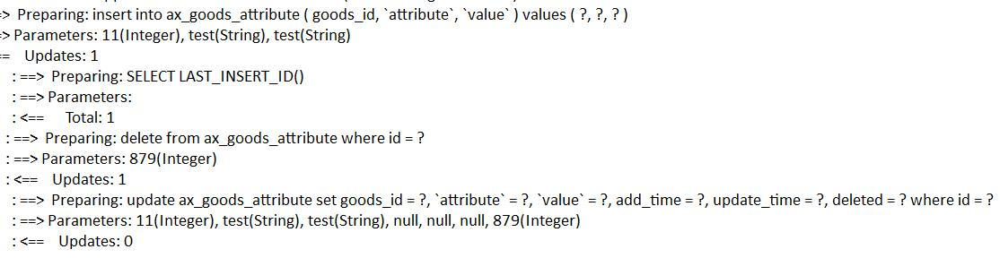 => Preparing: insert into ax_goods_attribute ( goods_id, `attribute`, `value` ) values ( ?, ?, ? )
=> Parameters: 11(Integer), test(String), test(String)
== Updates: 1
: ==> Preparing: SELECT LAST_INSERT_ID()
: ==> Parameters:
: <== Total: 1
: ==> Preparing: delete from ax_goods_attribute where id = ?
: ==> Parameters: 879(Integer)
: <== Updates: 1
: ==> Preparing: update ax_goods_attribute set goods_id = ?, `attribute` = ?, `value` = ?, add_time = ?, update_time = ?, deleted = ? where id = ?
: ==> Parameters: 11(Integer), test(String), test(String), null, null, null, 879(Integer)
: <== Updates: 0